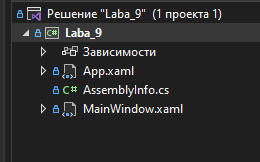 Решение "Laba_9" (1 проекта 1)
C# Laba_9
Зависимости
App.xaml
C# AssemblyInfo.cs
MainWindow.xaml